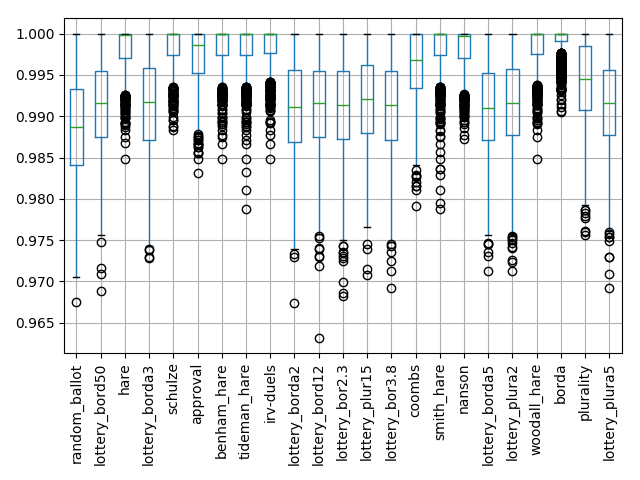 1.000
0.995
0.990
0.985
0.980
0.975
0.970
0.965
random_ballot
lottery_bord50
hare
lottery_borda3
schulze
approval
benham_hare
tideman_hare
irv-duels
lottery_borda2
lottery_bord12
lottery_bor2.3
lottery_plur15
lottery_bor3.8
coombs
smith_hare
nanson
lottery_borda5
lottery_plura2
woodall_hare
borda
plurality
lottery_plura5